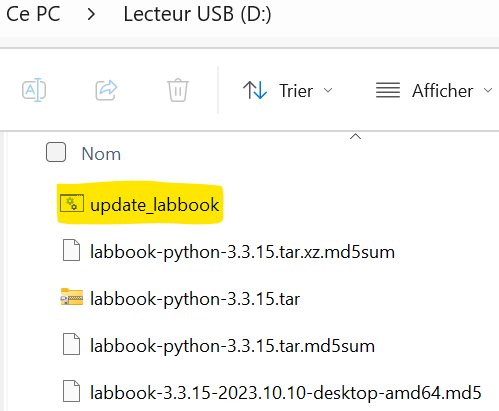 Ce PC > Lecteur USB (D:)
Trier Afficher
Nom
update_labbook
labbook-python-3.3.15.tar.xz.md5sum
labbook-python-3.3.15.tar
labbook-python-3.3.15.tar.md5sum
labbook-3.3.15-2023.10.10-desktop-amd64.md5